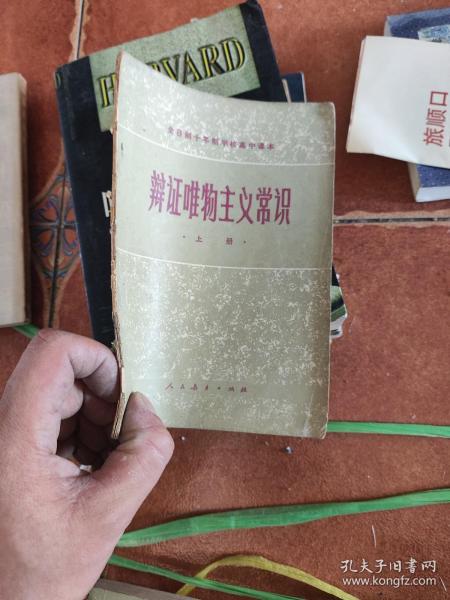 HARVARD
全日制十年制学校高中课本
辩证唯物主义常识
·上册·
人民教育出版社
旅顺口
孔夫子旧书网
www.kongfz.com